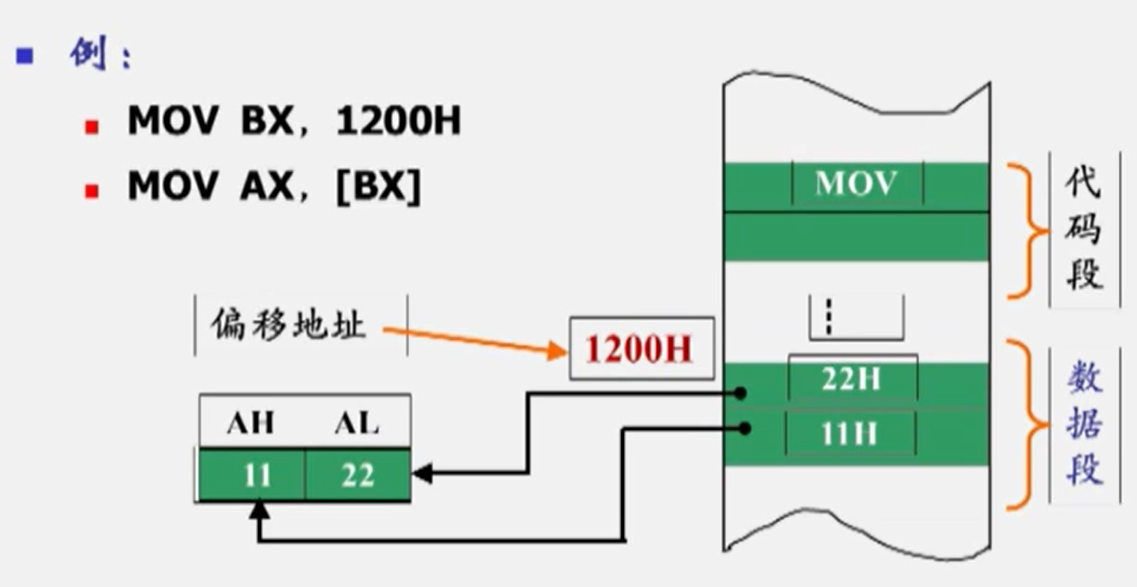 例：
MOV BX，1200H
MOV AX，[BX]
MOV
代码段
偏移地址
1200H
22H
11H
数据段
AH AL
11 22